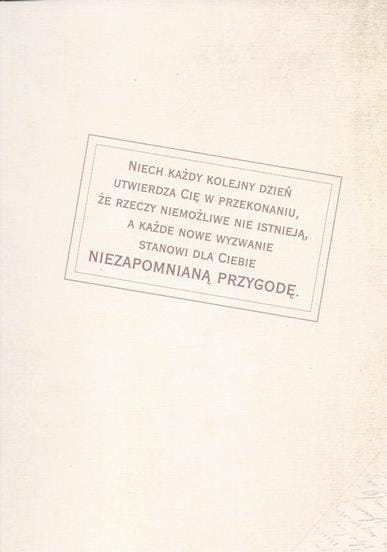 Niech każdy kolejny dzień
utwierdza Cię w przekonaniu,
że rzeczy niemożliwe nie istnieją,
a każde nowe wyzwanie
stanowi dla Ciebie
NIEZAPOMNIANĄ PRZYGODĘ.